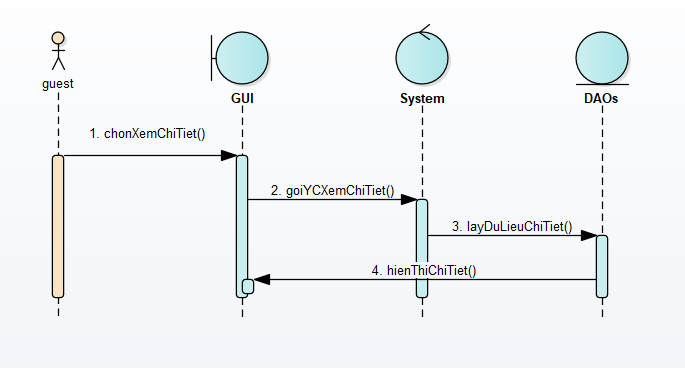 guest
GUI
System
DAOs
1. chonXemChiTiet()
2. goiYCXemChiTiet()
3. layDuLieuChiTiet()
4. hienThiChiTiet()